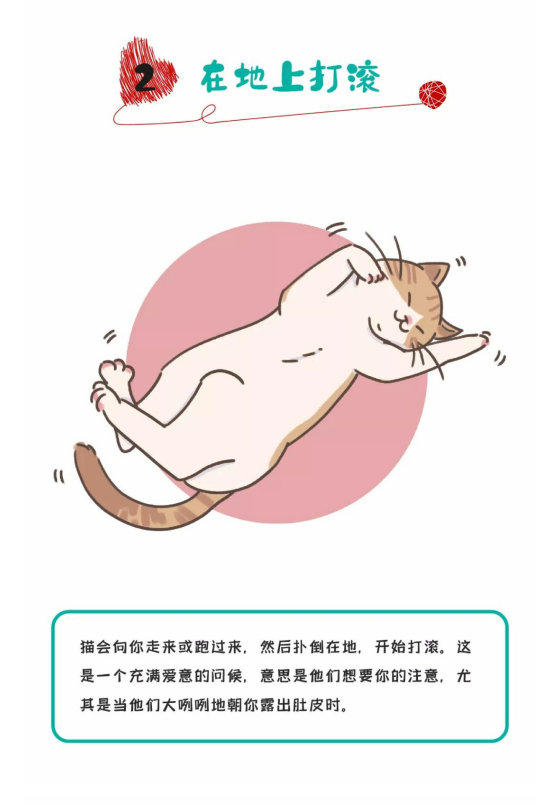 2 在地上打滚
猫会向你走来或跑过来，然后扑倒在地，开始打滚。这
是一个充满爱意的问候，意思是他们想要你的注意，尤
其是当他们大咧咧地朝你露出肚皮时。